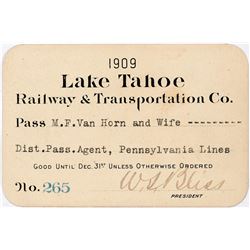 1909
Lake Tahoe
Railway & Transportation Co.
Pass M.F.Van Horn and Wife ---------
Dist.Pass.Agent, Pennsylvania Lines
GOOD UNTIL DEC. 31ST UNLESS OTHERWISE ORDERED
No. 265 W.S. Bliss
PRESIDENT